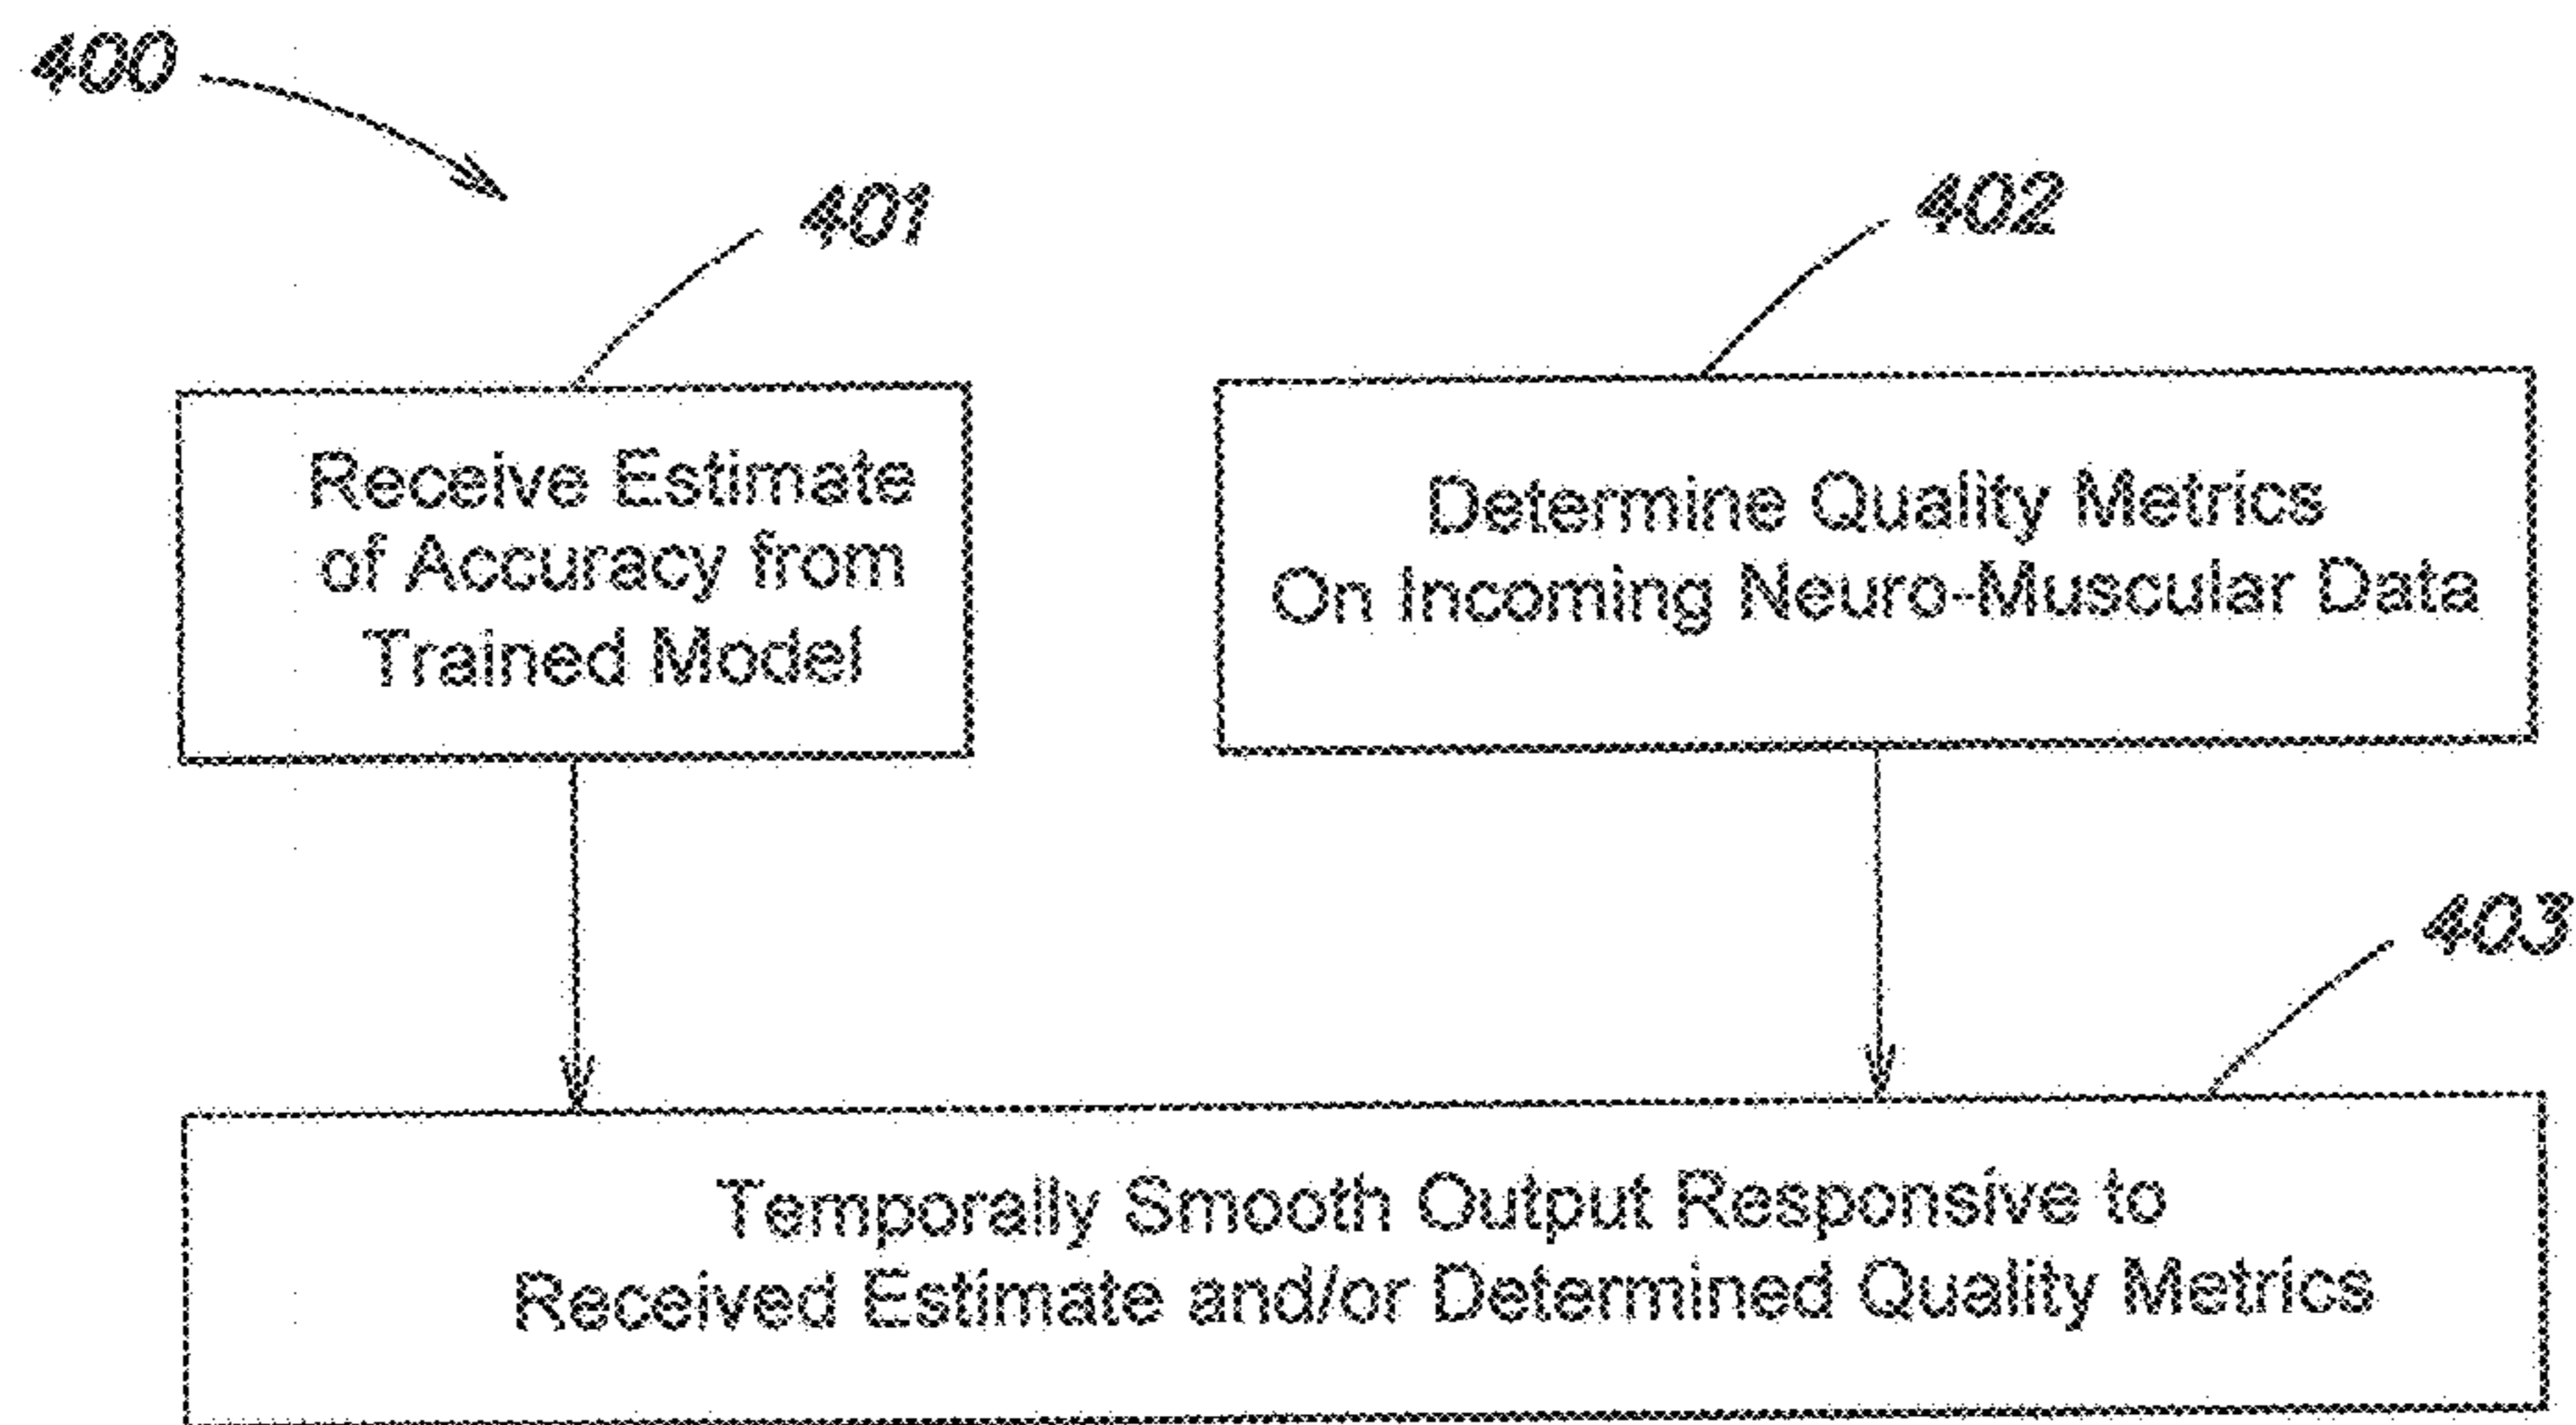 400
401
402
Receive Estimate
of Accuracy from
Trained Model
Determine Quality Metrics
On Incoming Neuro-Muscular Data
403
Temporally Smooth Output Responsive to
Received Estimate and/or Determined Quality Metrics